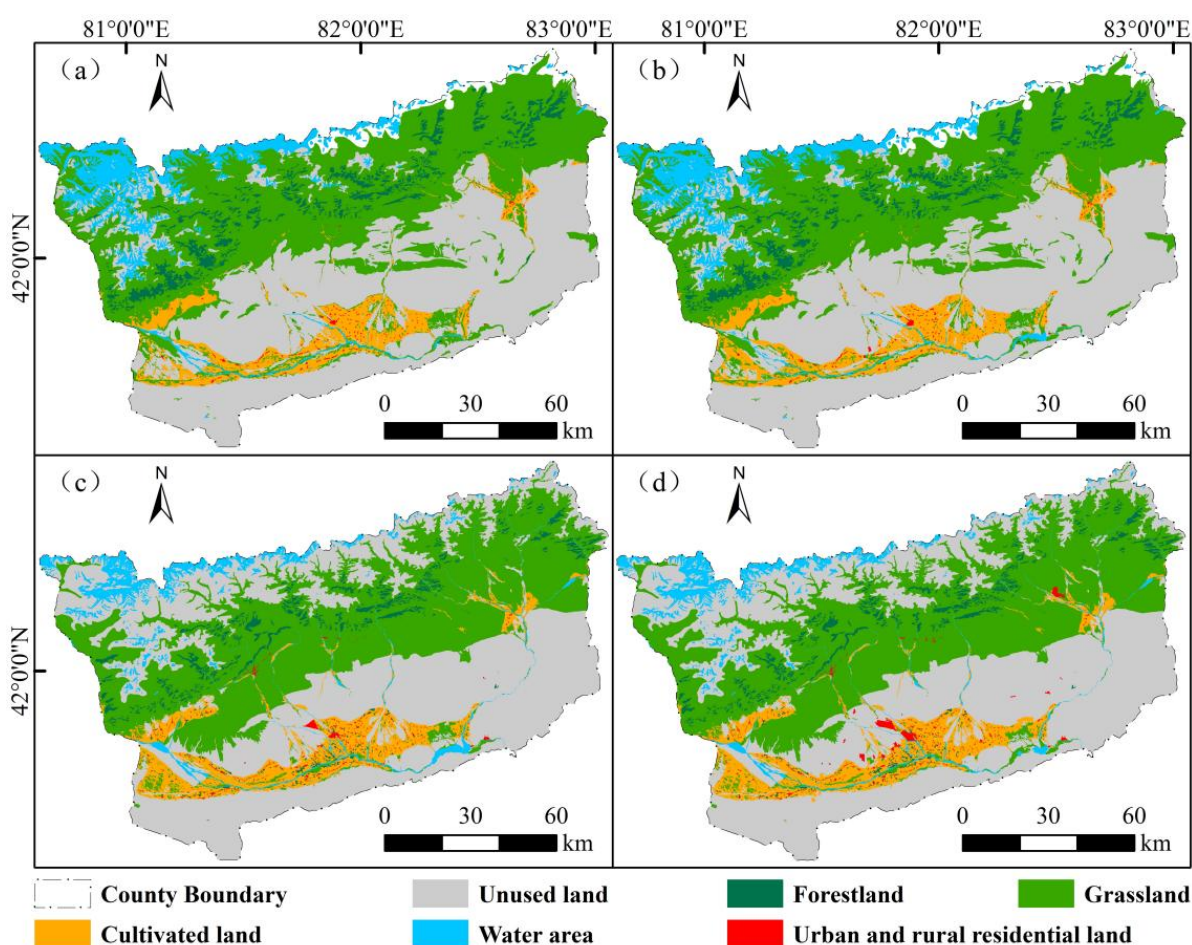 81°0'0"E 82°0'0"E 83°0'0"E 81°0'0"E 82°0'0"E 83°0'0"E
（a） （b）
N N
42°0'0"N
0 30 60 0 30 60
km km
（c） （d）
N N
42°0'0"N
0 30 60 0 30 60
km km
County Boundary Unused land Forestland Grassland
Cultivated land Water area Urban and rural residential land